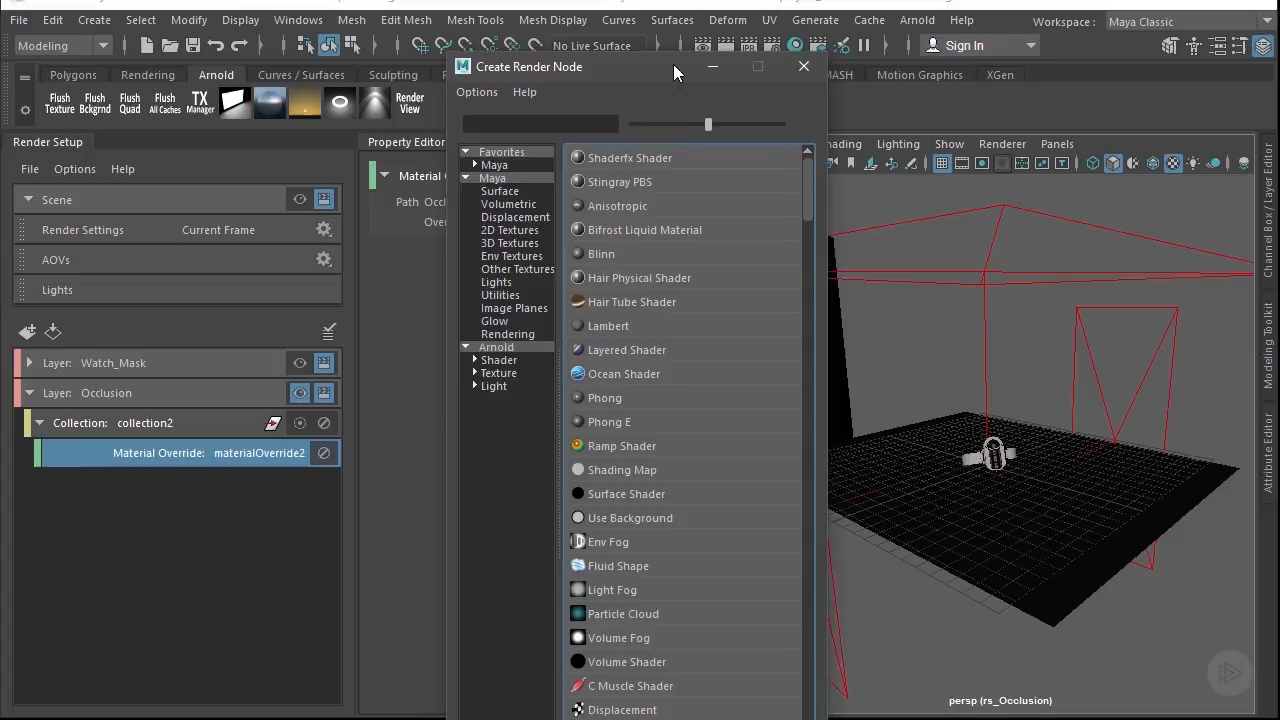 File Edit Create Select Modify Display Windows Mesh Edit Mesh Mesh Tools Mesh Display Curves Surfaces Deform UV Generate Cache Arnold Help Workspace : Maya Classic
Modeling No Live Surface Sign In
Polygons Rendering Arnold Curves / Surfaces Sculpting MASH Motion Graphics XGen
Flush Texture Flush Bckgrnd Flush Quad Flush All Caches TX Manager Render View
Create Render Node
Options Help
Render Setup
File Options Help
Scene
Render Settings Current Frame
AOVs
Lights
Layer: Watch_Mask
Layer: Occlusion
Collection: collection2
Material Override: materialOverride2
Property Editor
Material
Path Occl
Over
Favorites
Maya
Maya
Surface
Volumetric
Displacement
2D Textures
3D Textures
Env Textures
Other Textures
Lights
Utilities
Image Planes
Glow
Rendering
Arnold
Shader
Texture
Light
Shaderfx Shader
Stingray PBS
Anisotropic
Bifrost Liquid Material
Blinn
Hair Physical Shader
Hair Tube Shader
Lambert
Layered Shader
Ocean Shader
Phong
Phong E
Ramp Shader
Shading Map
Surface Shader
Use Background
Env Fog
Fluid Shape
Light Fog
Particle Cloud
Volume Fog
Volume Shader
C Muscle Shader
Displacement
ading Lighting Show Renderer Panels
persp (rs_Occlusion)
Channel Box / Layer Editor
Modeling Toolkit
Attribute Editor